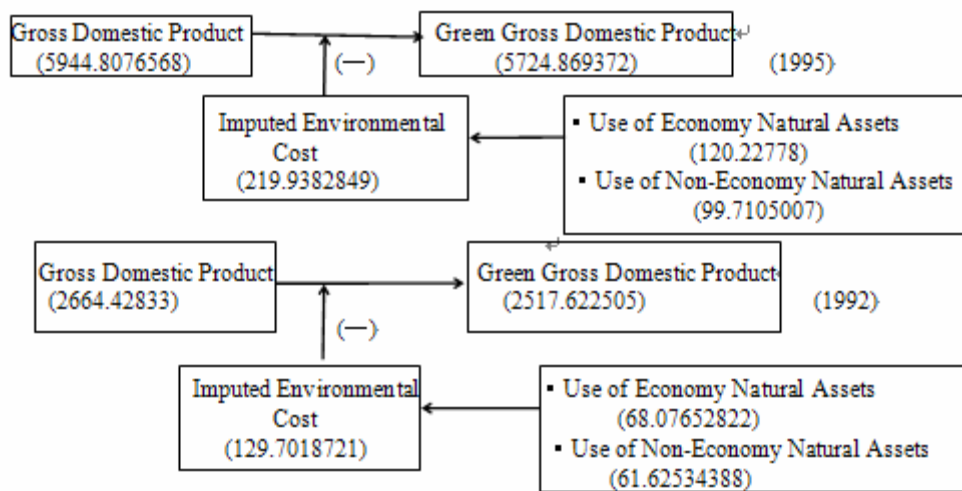 Gross Domestic Product
(5944.8076568)
Green Gross Domestic Product
(5724.869372)
(1995)
(—)
Imputed Environmental
Cost
(219.9382849)
▪ Use of Economy Natural Assets
(120.22778)
▪ Use of Non-Economy Natural Assets
(99.7105007)
Gross Domestic Product
(2664.42833)
Green Gross Domestic Product
(2517.622505)
(1992)
(—)
Imputed Environmental
Cost
(129.7018721)
▪ Use of Economy Natural Assets
(68.07652822)
▪ Use of Non-Economy Natural Assets
(61.62534388)